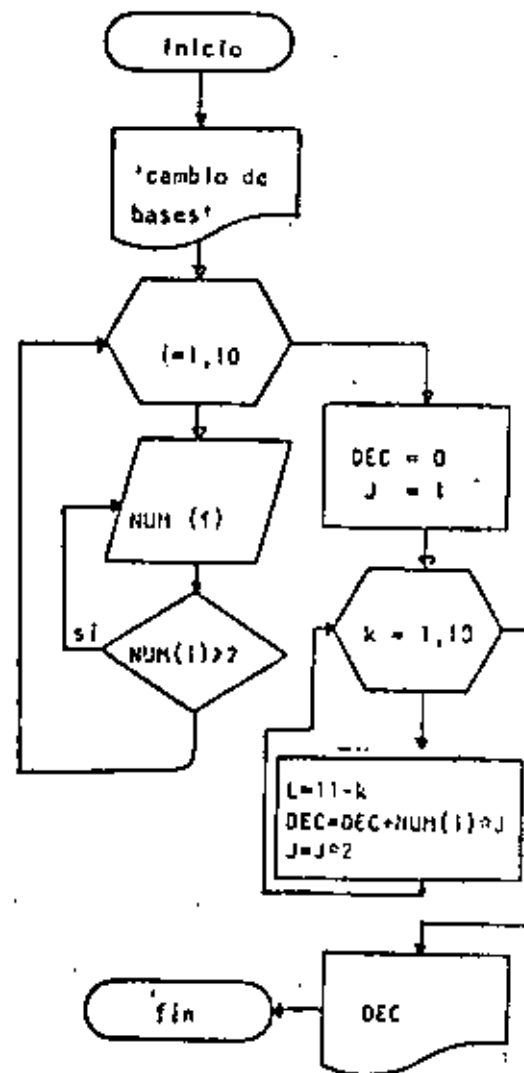 inicio
'cambio de
bases'
i=1,10
NUM (i)
si
NUM(i)>2
DEC = 0
J = 1
k = 1,10
L=11-k
DEC=DEC+NUM(i)*J
J=J*2
DEC
fin